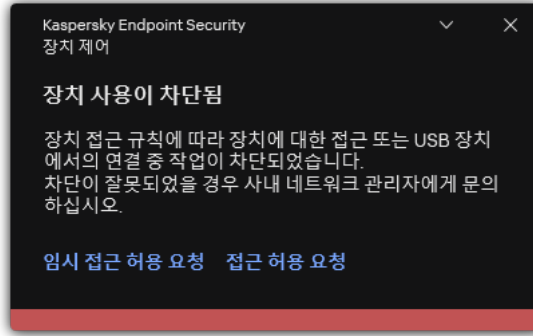 Kaspersky Endpoint Security
장치 제어
장치 사용이 차단됨
장치 접근 규칙에 따라 장치에 대한 접근 또는 USB 장치
에서의 연결 중 작업이 차단되었습니다.
차단이 잘못되었을 경우 사내 네트워크 관리자에게 문의
하십시오.
임시 접근 허용 요청 접근 허용 요청